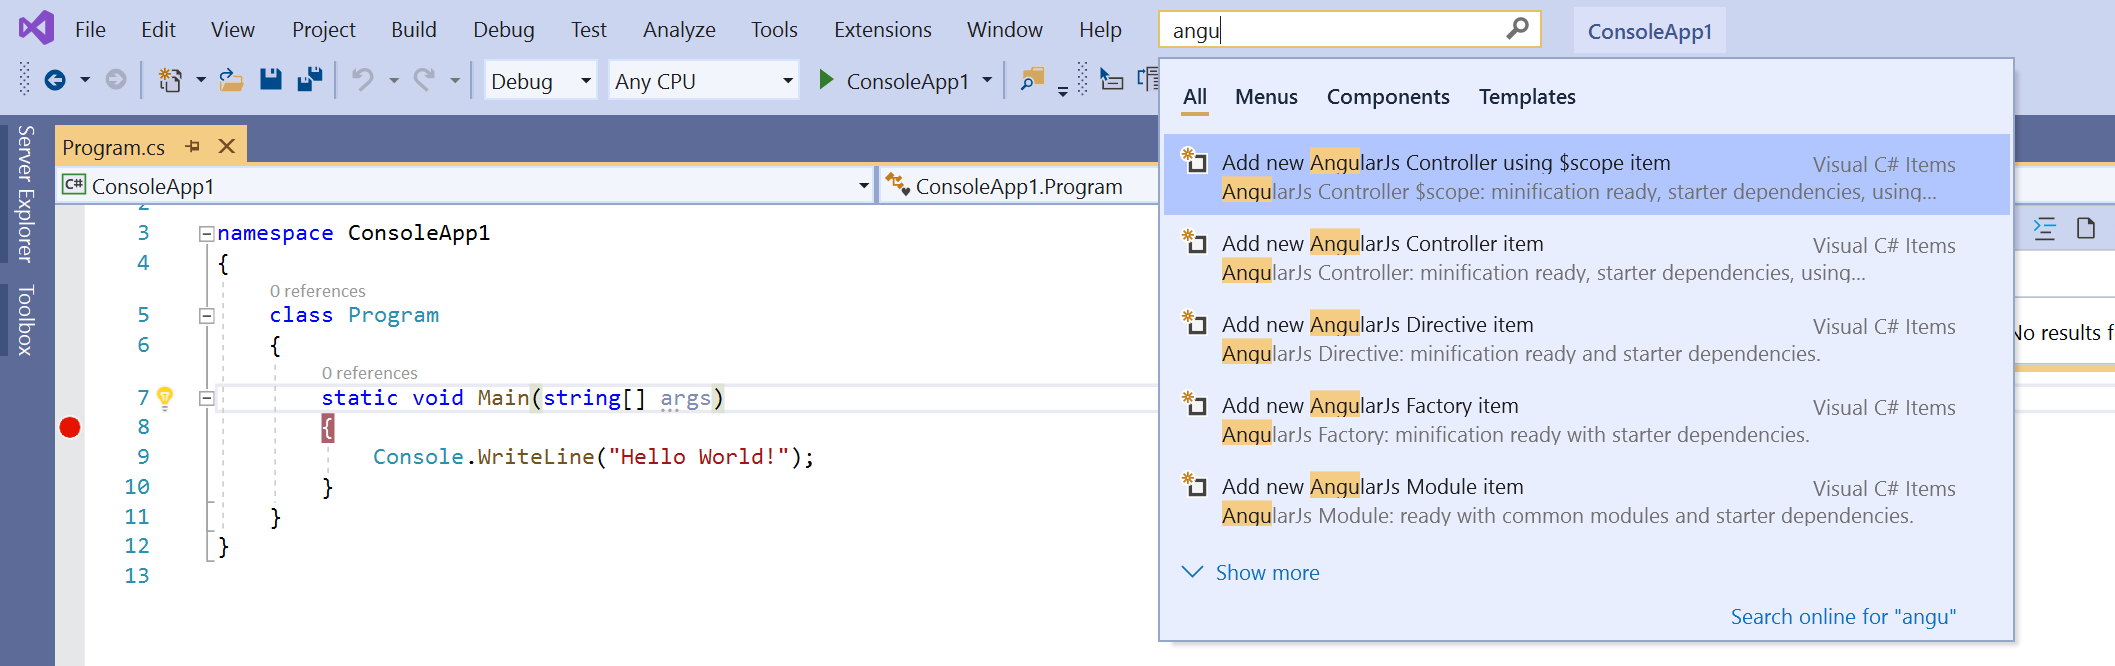 File Edit View Project Build Debug Test Analyze Tools Extensions Window Help angu ConsoleApp1
Debug Any CPU ConsoleApp1
All Menus Components Templates
Server Explorer
Toolbox
Program.cs
C# ConsoleApp1 ConsoleApp1.Program
2
3 namespace ConsoleApp1
4 {
0 references
5 class Program
6 {
0 references
7 static void Main(string[] args)
8 {
9 Console.WriteLine("Hello World!");
10 }
11 }
12 }
13
Add new AngularJs Controller using $scope item Visual C# Items
AngularJs Controller $scope: minification ready, starter dependencies, using...
Add new AngularJs Controller item Visual C# Items
AngularJs Controller: minification ready, starter dependencies, using...
Add new AngularJs Directive item Visual C# Items
AngularJs Directive: minification ready and starter dependencies.
Add new AngularJs Factory item Visual C# Items
AngularJs Factory: minification ready with starter dependencies.
Add new AngularJs Module item Visual C# Items
AngularJs Module: ready with common modules and starter dependencies.
Show more
Search online for "angu"
No results f